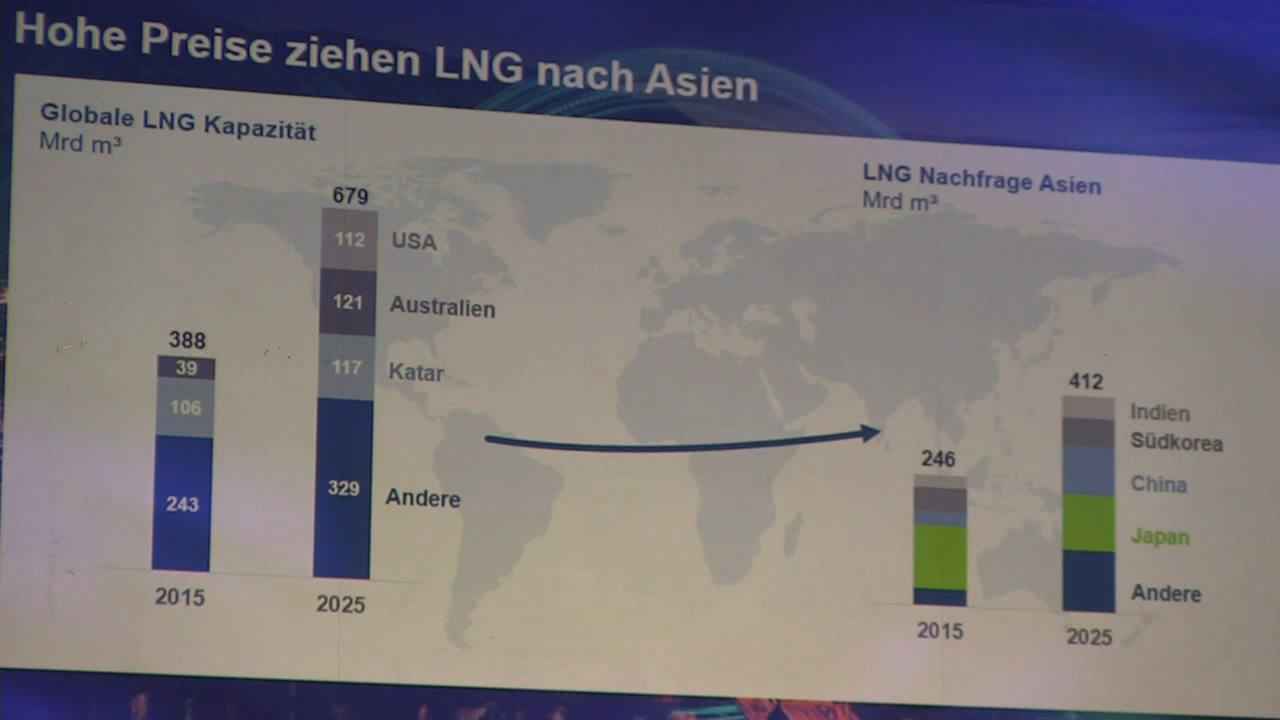 Hohe Preise ziehen LNG nach Asien
Globale LNG Kapazität
Mrd m³
679
112
USA
121
Australien
388
39
117
Katar
106
329
Andere
243
2015
2025
LNG Nachfrage Asien
Mrd m³
412
Indien
Südkorea
246
China
Japan
Andere
2015
2025